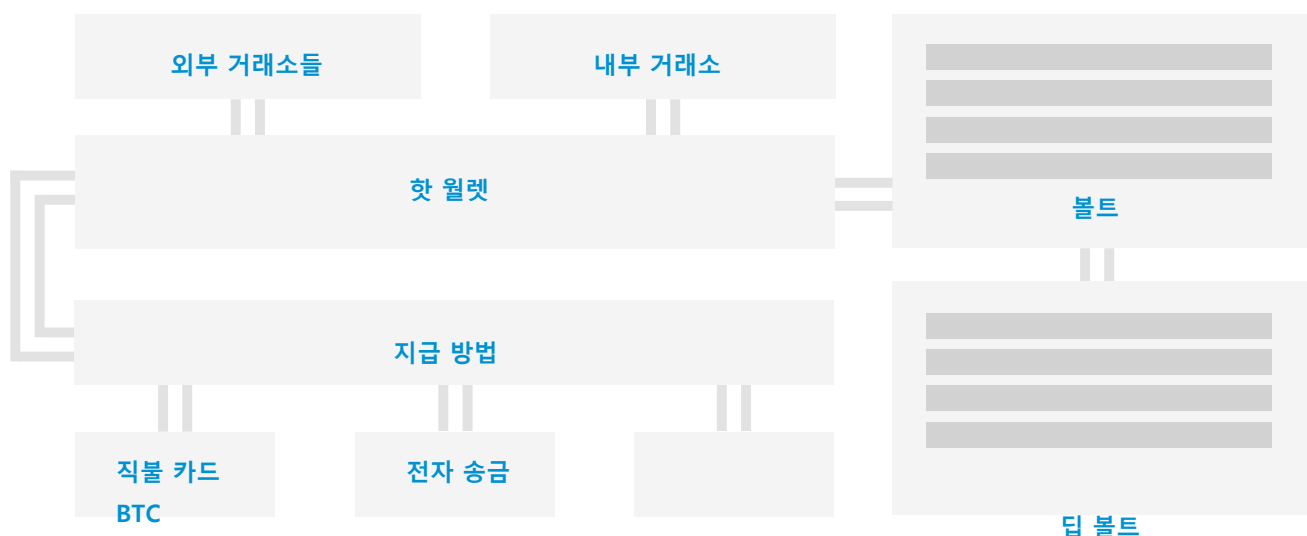 외부 거래소들
내부 거래소
핫 월렛
볼트
지급 방법
직불 카드
전자 송금
BTC
딥 볼트